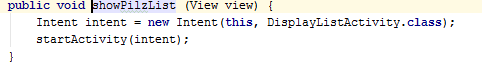 public void showPilzList (View view) {
    Intent intent = new Intent(this, DisplayListActivity.class);
    startActivity(intent);
}